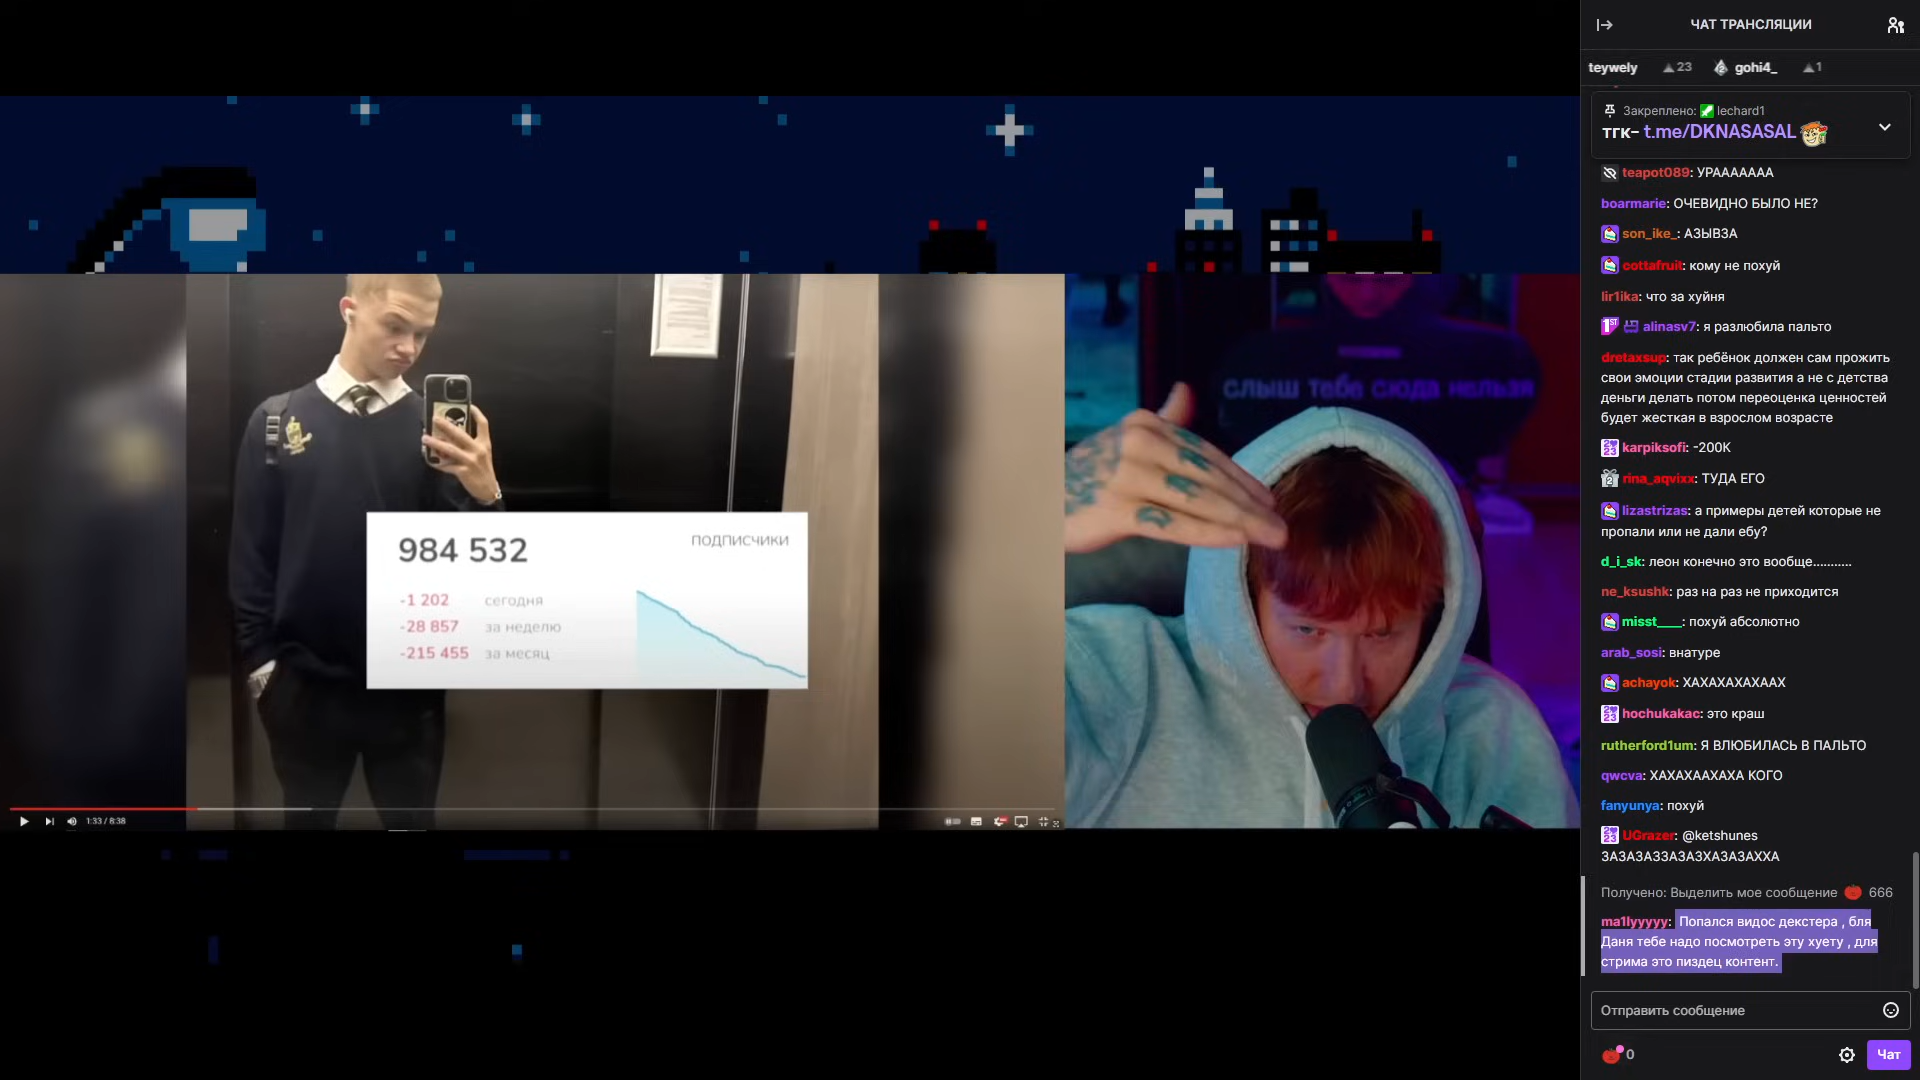 984 532
ПОДПИСЧИКИ
-1 202 сегодня
-28 857 за неделю
-215 455 за месяц
1:33 / 8:38
слыш тебе сюда нельзя
ЧАТ ТРАНСЛЯЦИИ
teywely 23 gohi4_ 1
Закреплено: lechard1
тгк- t.me/DKNASASAL
teapot089: УРААААААА
boarmarie: ОЧЕВИДНО БЫЛО НЕ?
son_ike_: АЗЫВЗА
cottafruit: кому не похуй
lir1ika: что за хуйня
alinasv7: я разлюбила пальто
dretaxsup: так ребёнок должен сам прожить
свои эмоции стадии развития а не с детства
деньги делать потом переоценка ценностей
будет жесткая в взрослом возрасте
karpiksofi: -200К
rina_aqvixx: ТУДА ЕГО
lizastrizas: а примеры детей которые не
пропали или не дали ебу?
d_i_sk: леон конечно это вообще...........
ne_ksushk: раз на раз не приходится
misst____: похуй абсолютно
arab_sosi: внатуре
achayok: ХАХАХАХАХААХ
hochukakac: это краш
rutherford1um: Я ВЛЮБИЛАСЬ В ПАЛЬТО
qwcva: ХАХАХААХАХА КОГО
fanyunya: похуй
UGrazer: @ketshunes
ЗАЗАЗАЗЗАЗАЗХАЗАЗАХХА
Получено: Выделить мое сообщение 666
ma1lyyyyy: Попался видос декстера , бля
Даня тебе надо посмотреть эту хуету , для
стрима это пиздец контент.
Отправить сообщение
0
Чат